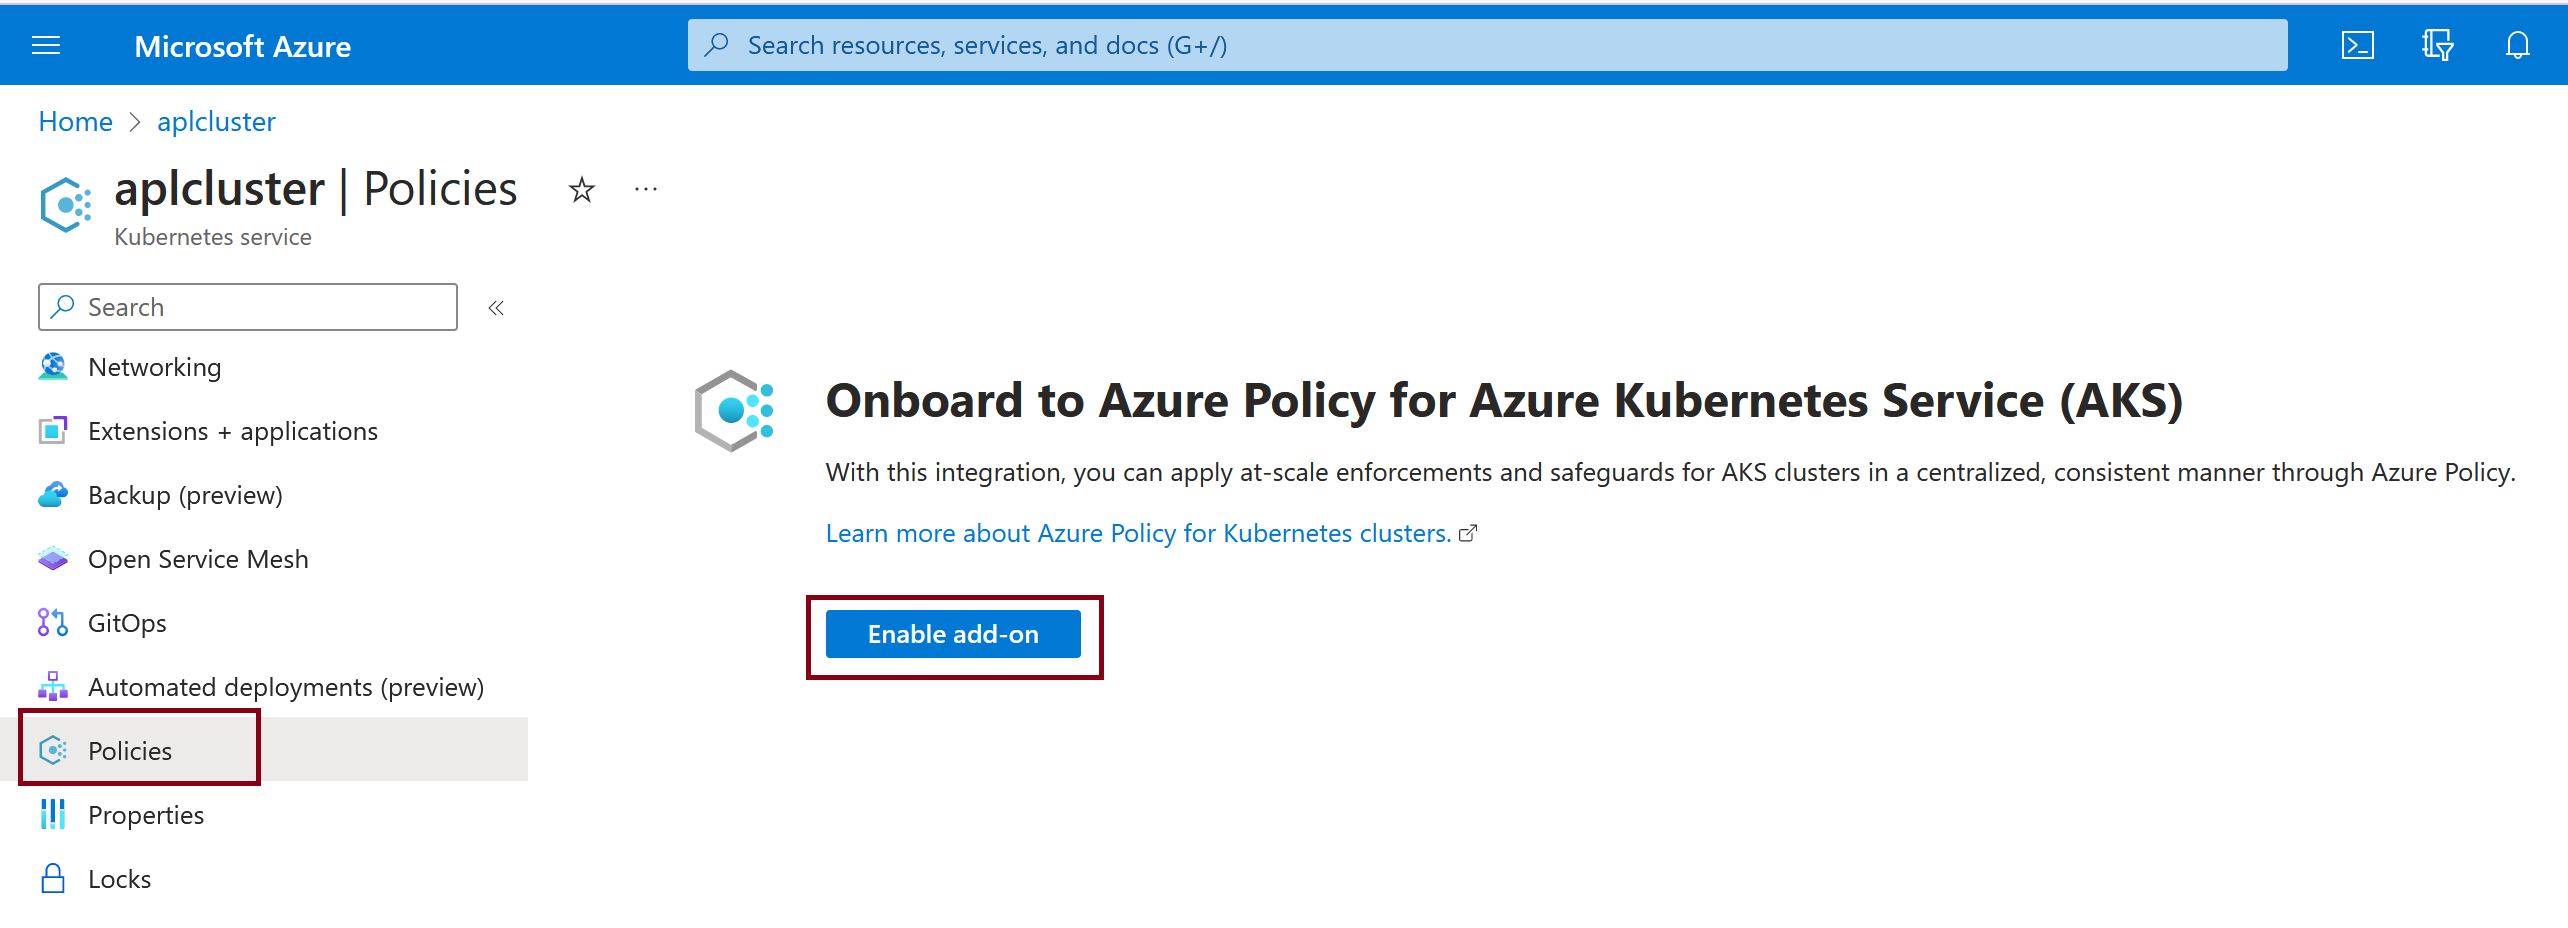 Microsoft Azure
Search resources, services, and docs (G+/)
Home > aplcluster
aplcluster | Policies
Kubernetes service
Search
Networking
Extensions + applications
Backup (preview)
Open Service Mesh
GitOps
Automated deployments (preview)
Policies
Properties
Locks
Onboard to Azure Policy for Azure Kubernetes Service (AKS)
With this integration, you can apply at-scale enforcements and safeguards for AKS clusters in a centralized, consistent manner through Azure Policy.
Learn more about Azure Policy for Kubernetes clusters.
Enable add-on